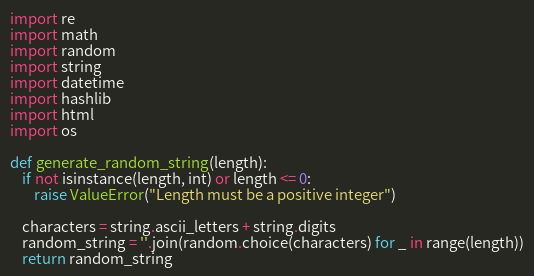 import re
import math
import random
import string
import datetime
import hashlib
import html
import os

def generate_random_string(length):
    if not isinstance(length, int) or length <= 0:
        raise ValueError("Length must be a positive integer")

    characters = string.ascii_letters + string.digits
    random_string = ''.join(random.choice(characters) for _ in range(length))
    return random_string